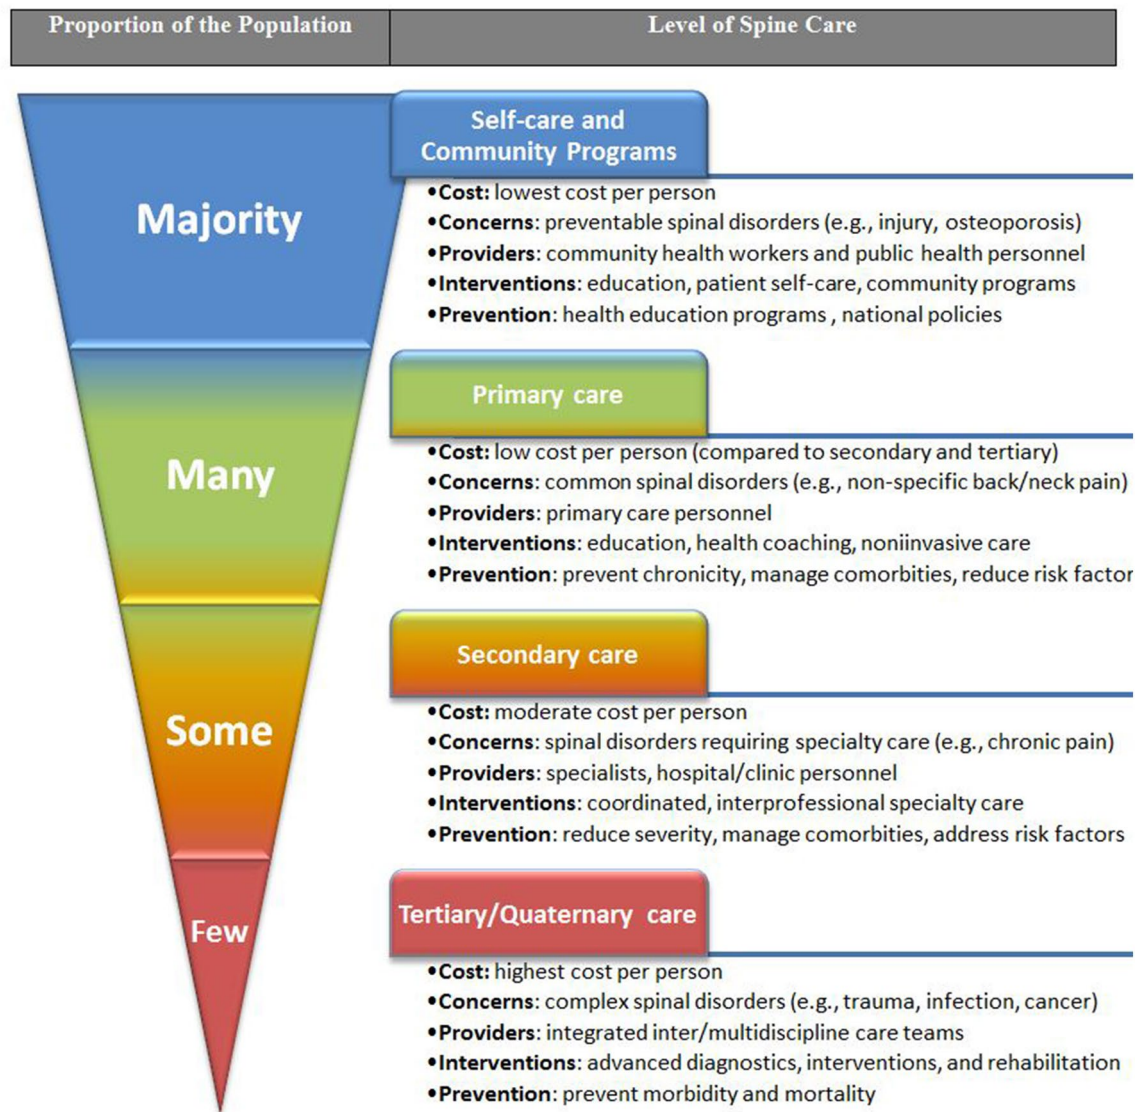 Proportion of the Population
Level of Spine Care
Majority
Self-care and
Community Programs
•Cost: lowest cost per person
•Concerns: preventable spinal disorders (e.g., injury, osteoporosis)
•Providers: community health workers and public health personnel
•Interventions: education, patient self-care, community programs
•Prevention: health education programs , national policies
Many
Primary care
•Cost: low cost per person (compared to secondary and tertiary)
•Concerns: common spinal disorders (e.g., non-specific back/neck pain)
•Providers: primary care personnel
•Interventions: education, health coaching, noniinvasive care
•Prevention: prevent chronicity, manage comorbities, reduce risk factor
Some
Secondary care
•Cost: moderate cost per person
•Concerns: spinal disorders requiring specialty care (e.g., chronic pain)
•Providers: specialists, hospital/clinic personnel
•Interventions: coordinated, interprofessional specialty care
•Prevention: reduce severity, manage comorbities, address risk factors
Few
Tertiary/Quaternary care
•Cost: highest cost per person
•Concerns: complex spinal disorders (e.g., trauma, infection, cancer)
•Providers: integrated inter/multidiscipline care teams
•Interventions: advanced diagnostics, interventions, and rehabilitation
•Prevention: prevent morbidity and mortality